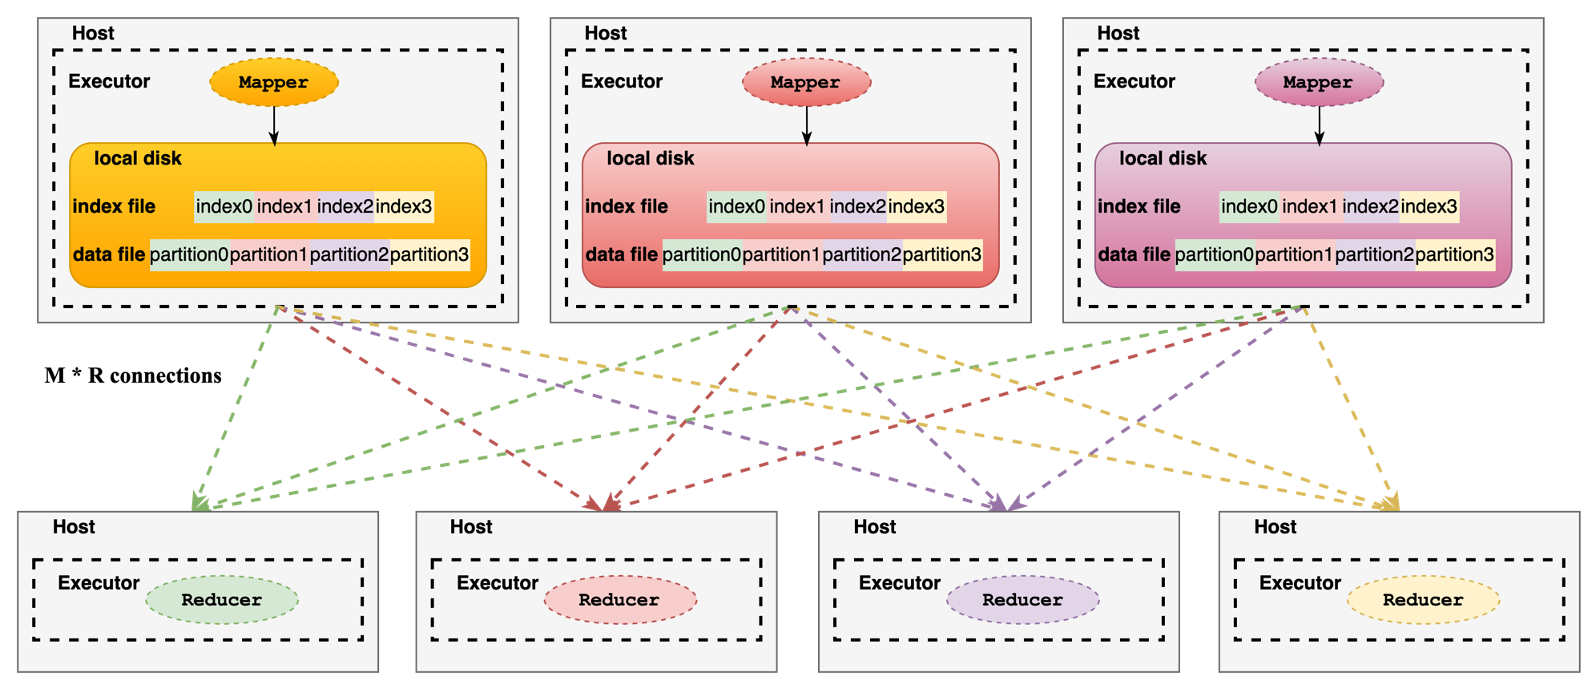 Host
Executor
Mapper
local disk
index file index0 index1 index2 index3
data file partition0 partition1 partition2 partition3
Host
Executor
Mapper
local disk
index file index0 index1 index2 index3
data file partition0 partition1 partition2 partition3
Host
Executor
Mapper
local disk
index file index0 index1 index2 index3
data file partition0 partition1 partition2 partition3
M * R connections
Host
Executor
Reducer
Host
Executor
Reducer
Host
Executor
Reducer
Host
Executor
Reducer